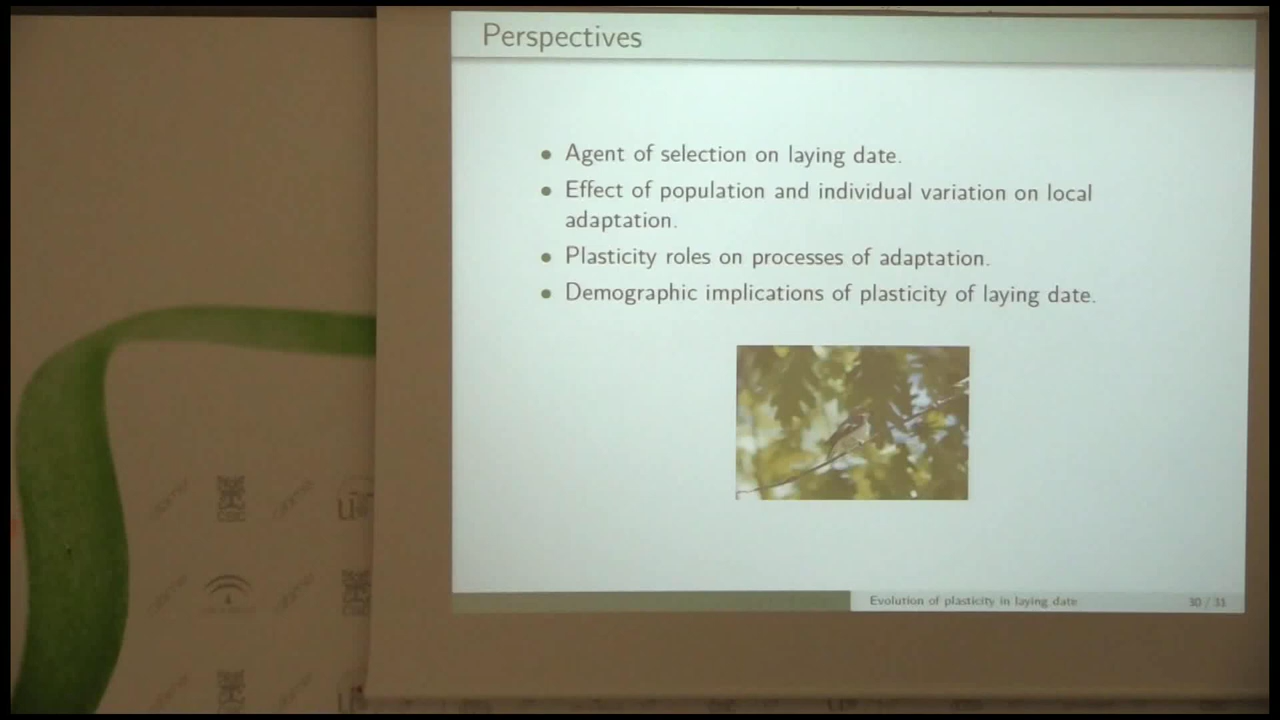 Perspectives
• Agent of selection on laying date.
• Effect of population and individual variation on local
adaptation.
• Plasticity roles on processes of adaptation.
• Demographic implications of plasticity of laying date.
Evolution of plasticity in laying date
30 / 31